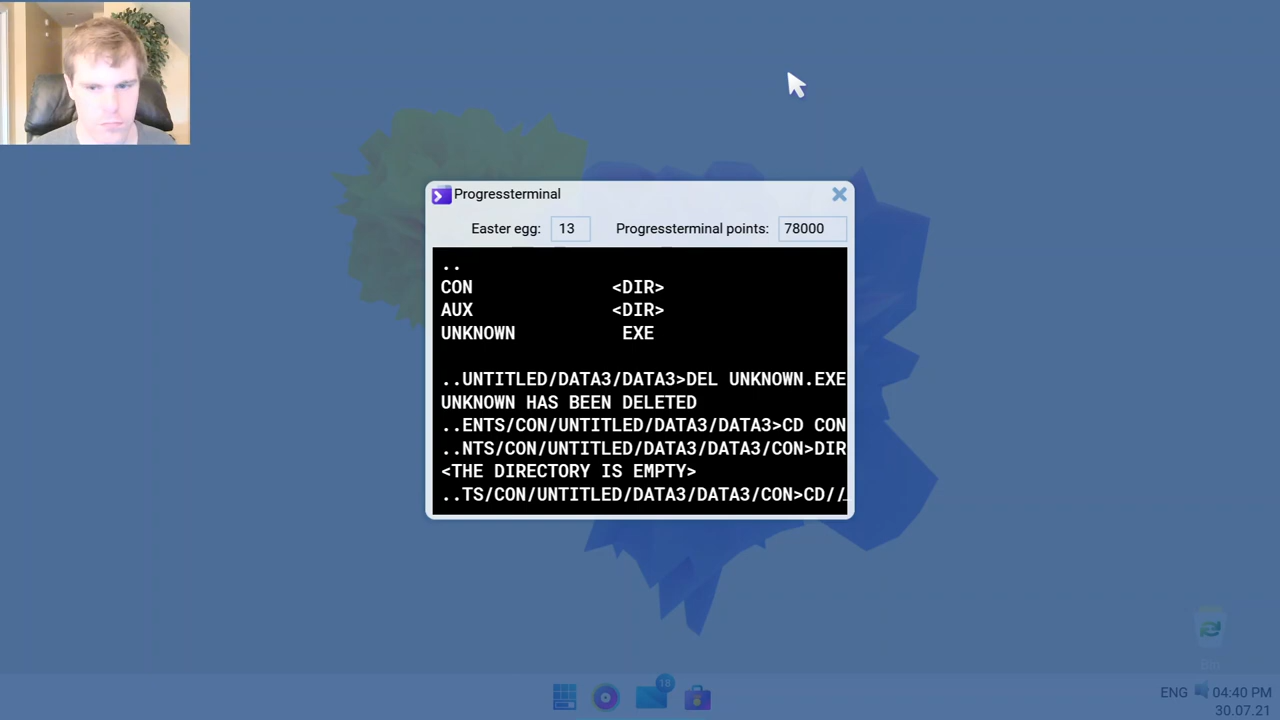 Progressterminal
Easter egg: 13 Progressterminal points: 78000
..
CON <DIR>
AUX <DIR>
UNKNOWN EXE
..UNTITLED/DATA3/DATA3>DEL UNKNOWN.EXE
UNKNOWN HAS BEEN DELETED
..ENTS/CON/UNTITLED/DATA3/DATA3>CD CON
..NTS/CON/UNTITLED/DATA3/DATA3/CON>DIR
<THE DIRECTORY IS EMPTY>
..TS/CON/UNTITLED/DATA3/DATA3/CON>CD//_
Bin
18
ENG 04:40 PM
30.07.21